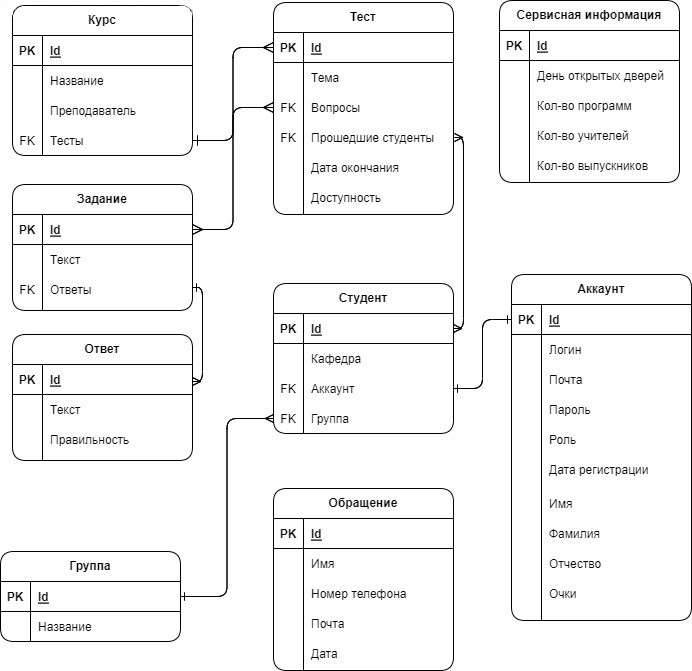 Курс
PK Id
Название
Преподаватель
FK Тесты
Тест
PK Id
Тема
FK Вопросы
FK Прошедшие студенты
Дата окончания
Доступность
Сервисная информация
PK Id
День открытых дверей
Кол-во программ
Кол-во учителей
Кол-во выпускников
Задание
PK Id
Текст
FK Ответы
Ответ
PK Id
Текст
Правильность
Студент
PK Id
Кафедра
FK Аккаунт
FK Группа
Аккаунт
PK Id
Логин
Почта
Пароль
Роль
Дата регистрации
Имя
Фамилия
Отчество
Очки
Группа
PK Id
Название
Обращение
PK Id
Имя
Номер телефона
Почта
Дата